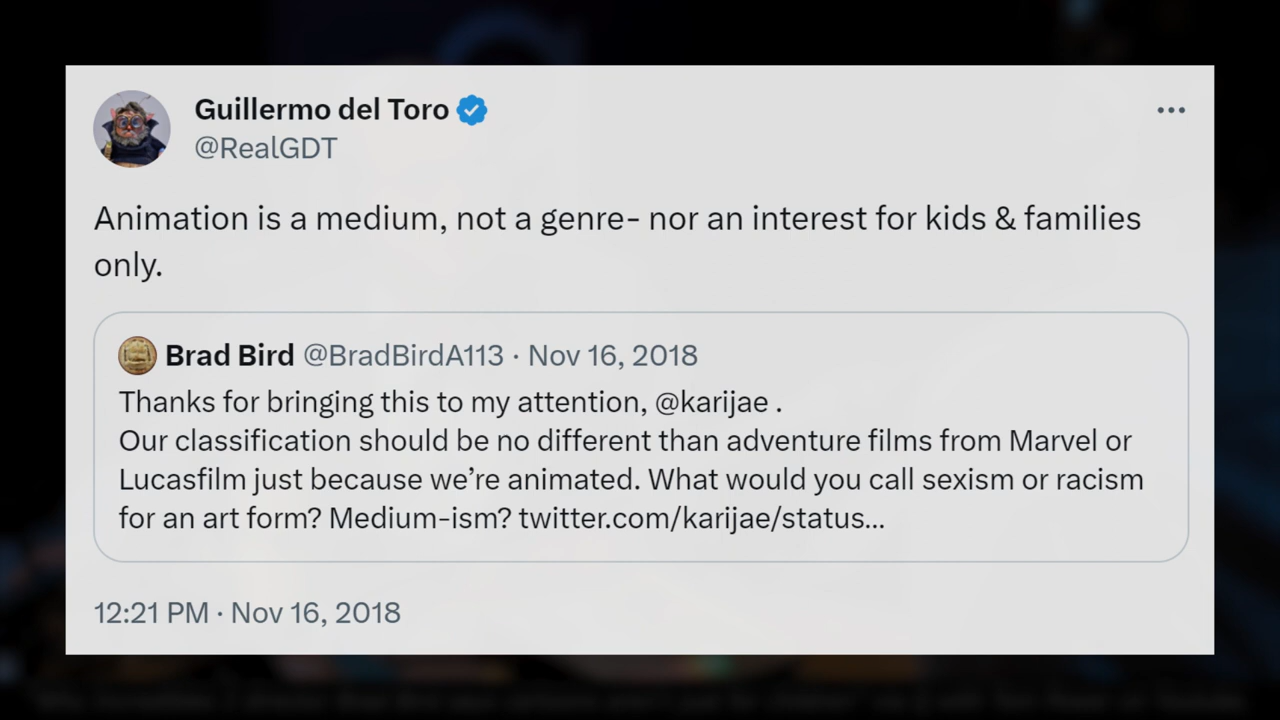 Guillermo del Toro
@RealGDT
Animation is a medium, not a genre- nor an interest for kids & families
only.
Brad Bird @BradBirdA113 · Nov 16, 2018
Thanks for bringing this to my attention, @karijae .
Our classification should be no different than adventure films from Marvel or
Lucasfilm just because we’re animated. What would you call sexism or racism
for an art form? Medium-ism? twitter.com/karijae/status...
12:21 PM · Nov 16, 2018